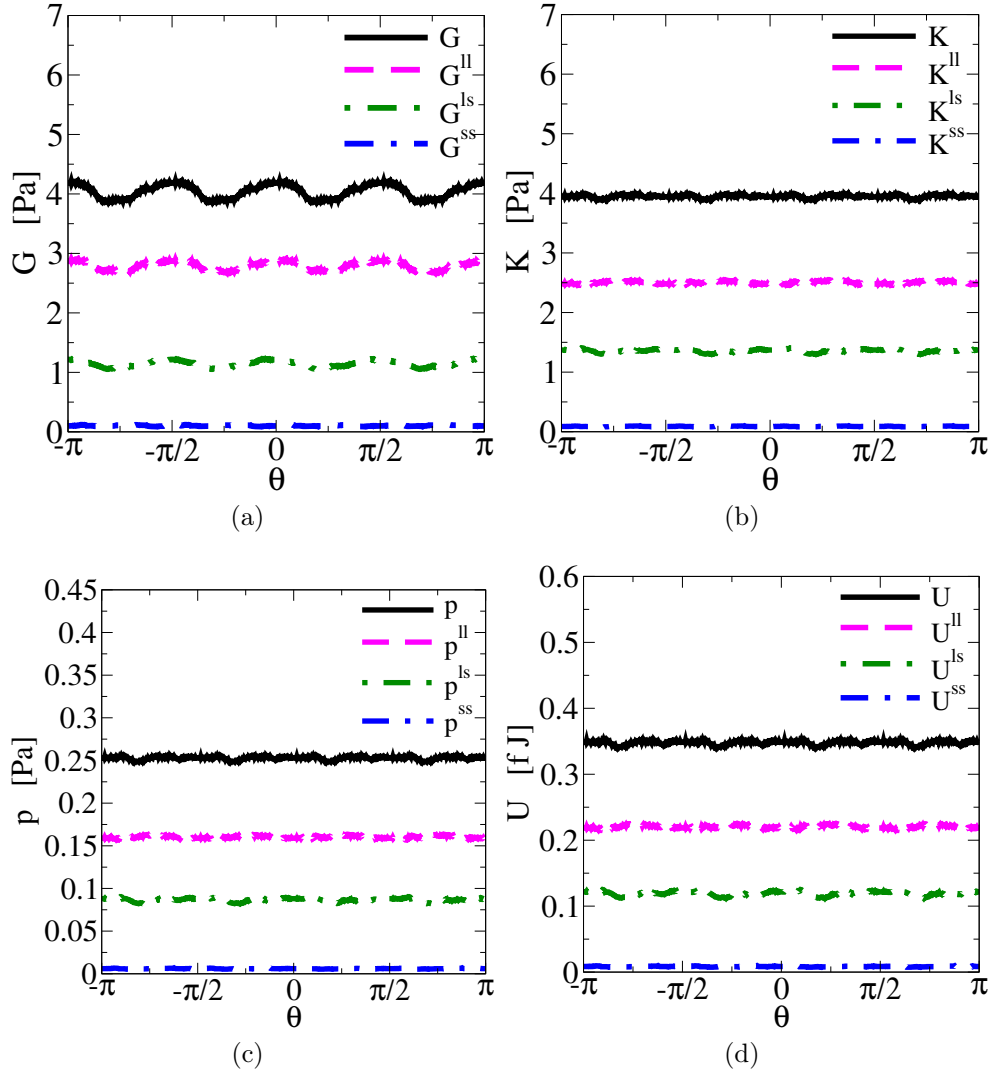 7
6
5
4
3
2
1
0
G [Pa]
G
G^ll
G^ls
G^ss
-π
-π/2
0
π/2
π
θ
(a)
7
6
5
4
3
2
1
0
K [Pa]
K
K^ll
K^ls
K^ss
-π
-π/2
0
π/2
π
θ
(b)
0.45
0.4
0.35
0.3
0.25
0.2
0.15
0.1
0.05
0
p [Pa]
p
p^ll
p^ls
p^ss
-π
-π/2
0
π/2
π
θ
(c)
0.6
0.5
0.4
0.3
0.2
0.1
0
U [f J]
U
U^ll
U^ls
U^ss
-π
-π/2
0
π/2
π
θ
(d)